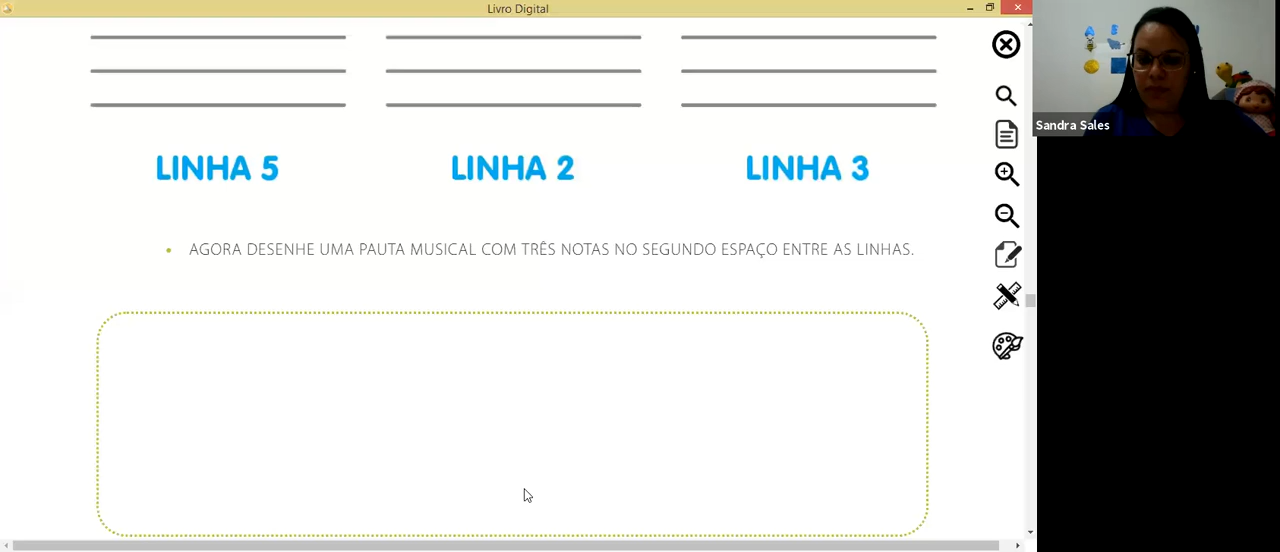 Livro Digital
LINHA 5 LINHA 2 LINHA 3
• AGORA DESENHE UMA PAUTA MUSICAL COM TRÊS NOTAS NO SEGUNDO ESPAÇO ENTRE AS LINHAS.
Sandra Sales